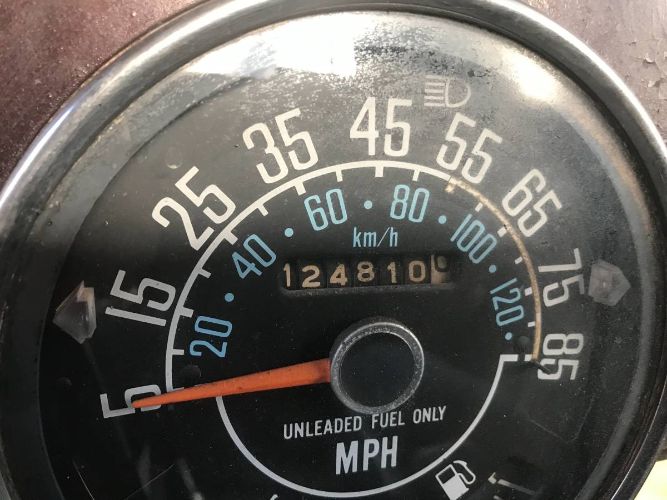 5 15 25 35 45 55 65 75 85
20 · 40 · 60 · 80 · 100 · 120 ·
km/h
124810
UNLEADED FUEL ONLY
MPH